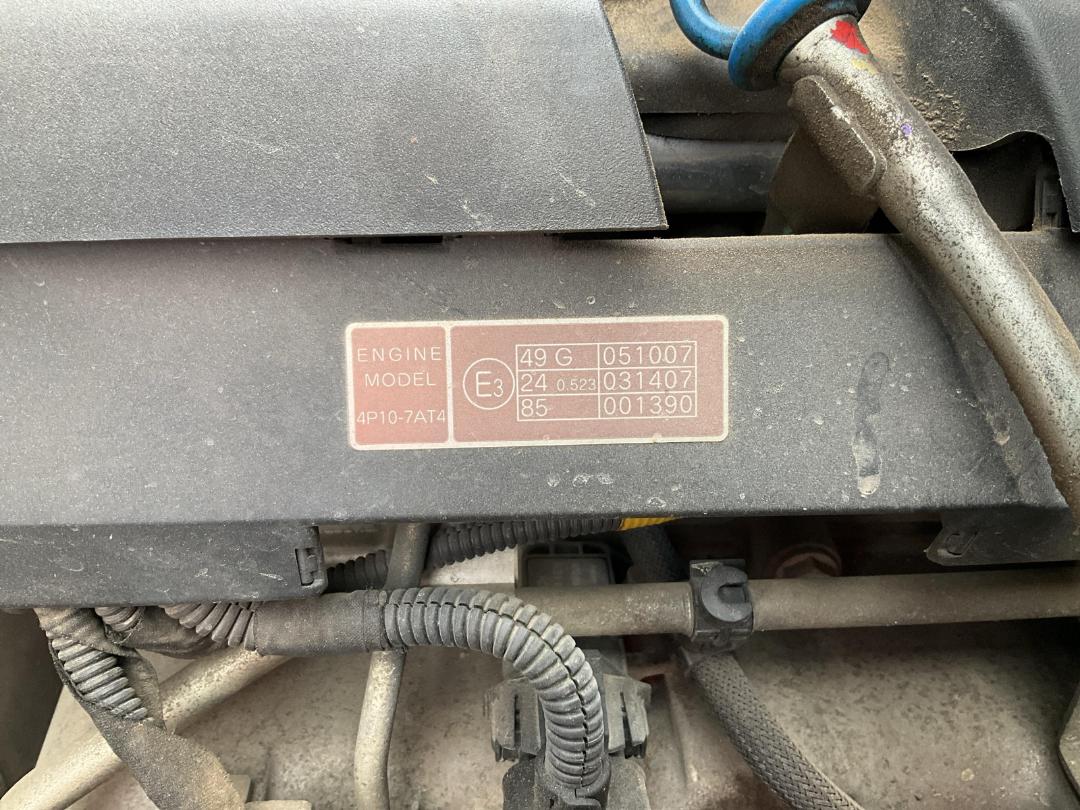 ENGINE
MODEL
4P10-7AT4
E3
49 G 051007
24 0.523 031407
85 001390